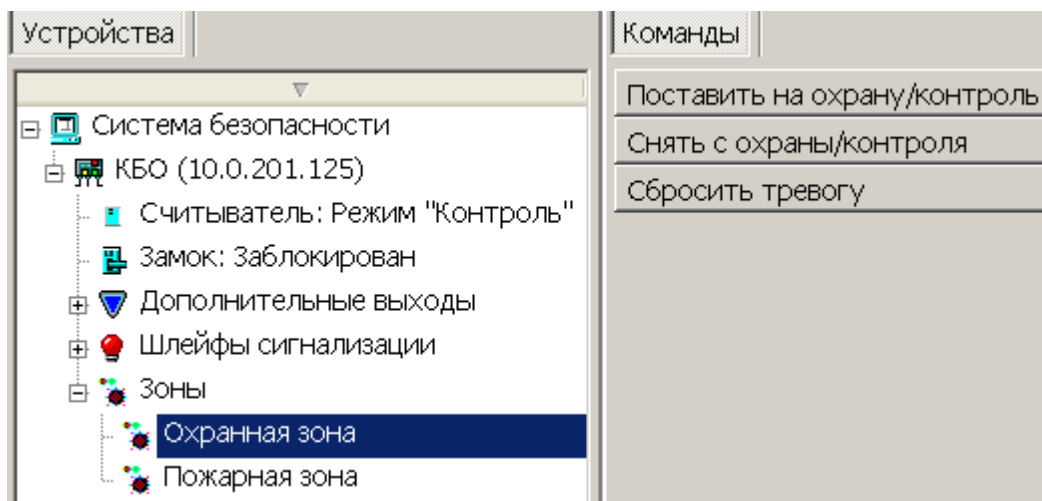 Устройства
Система безопасности
КБО (10.0.201.125)
Считыватель: Режим "Контроль"
Замок: Заблокирован
Дополнительные выходы
Шлейфы сигнализации
Зоны
Охранная зона
Пожарная зона
Команды
Поставить на охрану/контроль
Снять с охраны/контроля
Сбросить тревогу